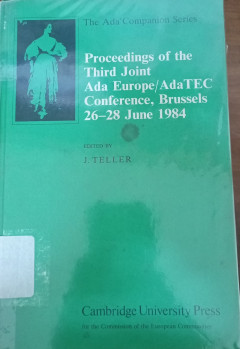 The Ada Companion Series
Proceedings of the
Third Joint
Ada Europe/AdaTEC
Conference, Brussels
26-28 June 1984
EDITED BY
J. TELLER
Cambridge University Press
for the Commission of the European Communities